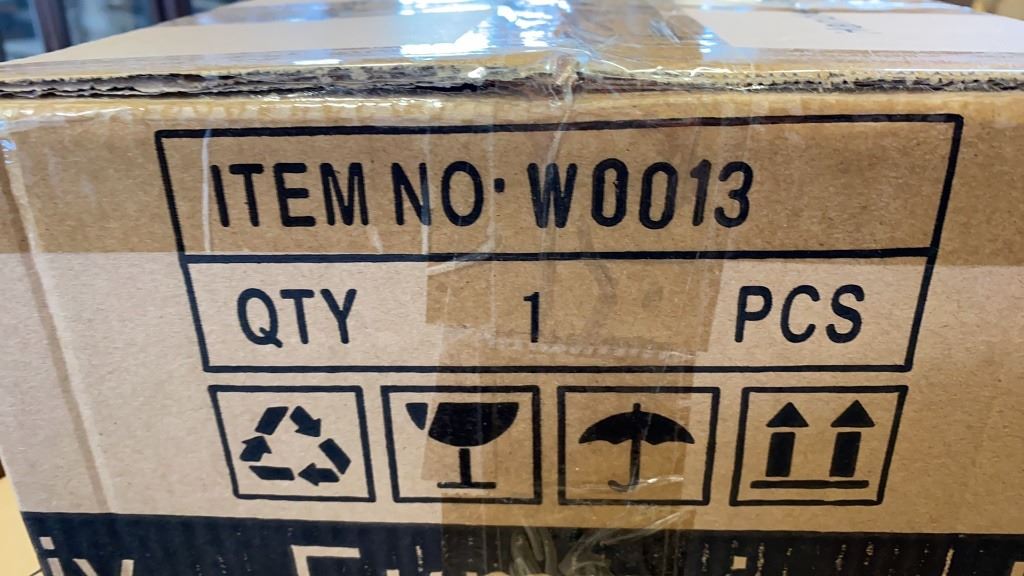 ITEM NO· W0013
QTY 1 PCS